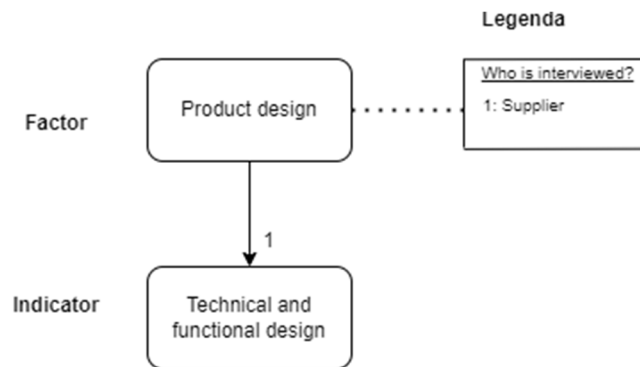 Legenda
Who is interviewed?
1: Supplier
Factor
Product design
1
Indicator
Technical and
functional design